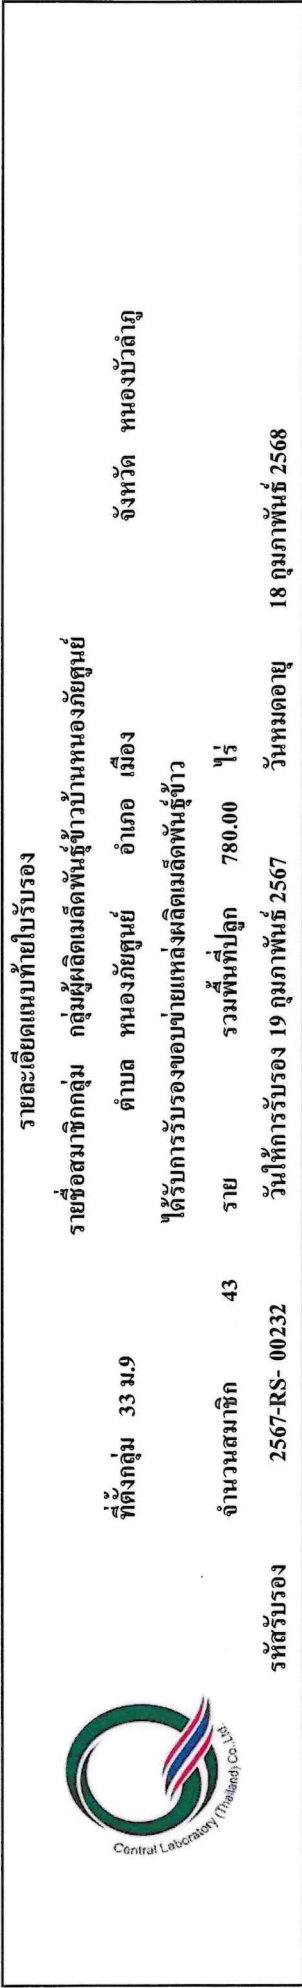 รายละเอียดแนบท้ายใบรับรอง
รายชื่อสมาชิกกลุ่ม กลุ่มผู้ผลิตเมล็ดพันธุ์ข้าวบ้านหนองภัยศูนย์
ที่ตั้งกลุ่ม 33 ม.9 ตำบล หนองภัยศูนย์ อำเภอ เมือง จังหวัด หนองบัวลำภู
ได้รับการรับรองขอบข่ายแหล่งผลิตเมล็ดพันธุ์ข้าว
จำนวนสมาชิก 43 ราย รวมพื้นที่ปลูก 780.00 ไร่
รหัสรับรอง 2567-RS- 00232 วันให้การรับรอง 19 กุมภาพันธ์ 2567 วันหมดอายุ 18 กุมภาพันธ์ 2568
Central Laboratory (Thailand) Co.,Ltd.